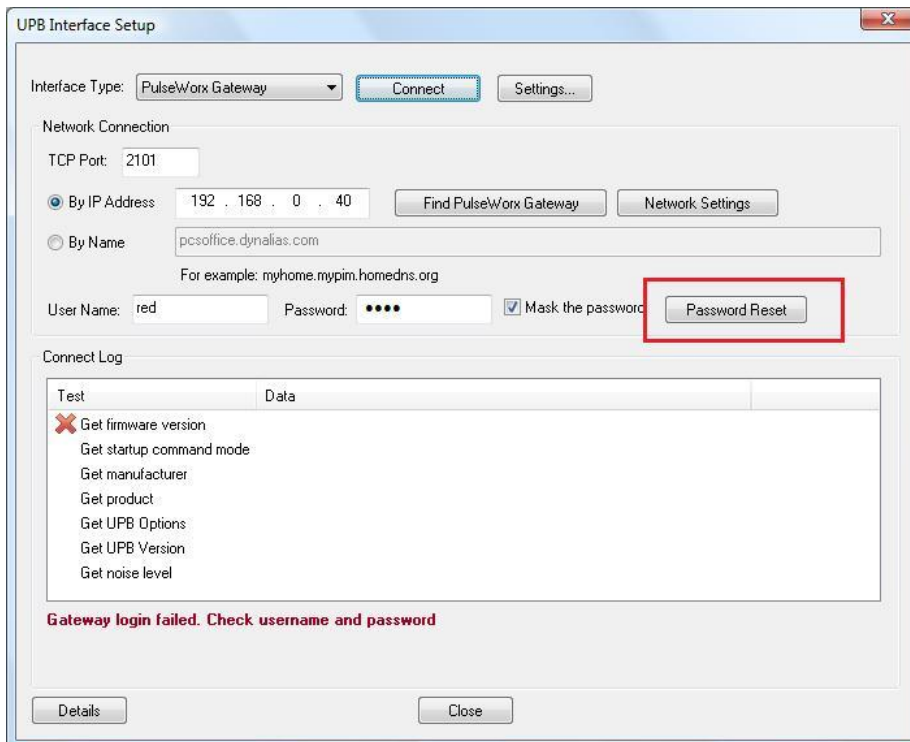 UPB Interface Setup
Interface Type: PulseWorx Gateway Connect Settings...
Network Connection
TCP Port: 2101
By IP Address 192 . 168 . 0 . 40 Find PulseWorx Gateway Network Settings
By Name pcsoffice.dynalias.com
For example: myhome.mypim.homedns.org
User Name: red Password: •••• Mask the password Password Reset
Connect Log
Test Data
Get firmware version
Get startup command mode
Get manufacturer
Get product
Get UPB Options
Get UPB Version
Get noise level
Gateway login failed. Check username and password
Details Close